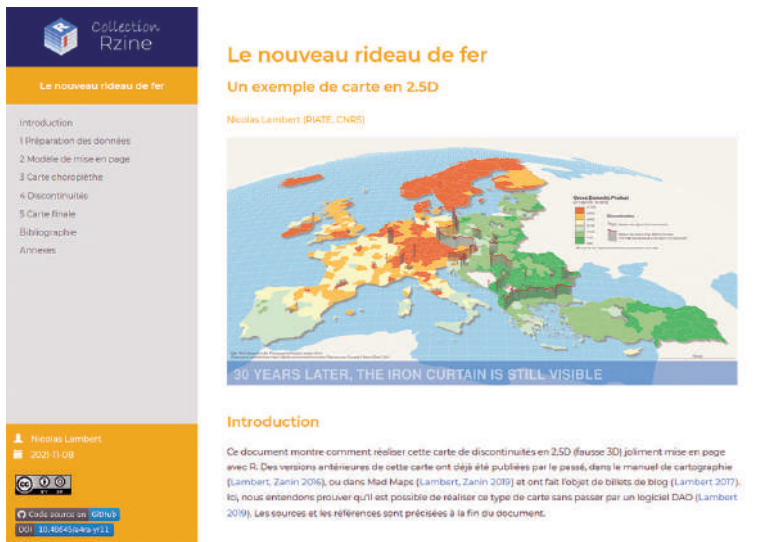 Collection
Rzine
Le nouveau rideau de fer
Introduction
1 Préparation des données
2 Modèle de mise en page
3 Carte choroplèthe
4 Discontinuités
5 Carte finale
Bibliographie
Annexes
Nicolas Lambert
2021-11-08
Code source on GitHub
DOI 10.48645/a4ra-yr11
Le nouveau rideau de fer
Un exemple de carte en 2.5D
Nicolas Lambert (RIATE, CNRS)
Gross Domestic Product
Discontinuities
30 YEARS LATER, THE IRON CURTAIN IS STILL VISIBLE
Introduction
Ce document montre comment réaliser cette carte de discontinuités en 2,5D (fausse 3D) joliment mise en page
avec R. Des versions antérieures de cette carte ont déjà été publiées par le passé, dans le manuel de cartographie
(Lambert, Zanin 2016), ou dans Mad Maps (Lambert, Zanin 2019) et ont fait l'objet de billets de blog (Lambert 2017).
Ici, nous entendons prouver qu'il est possible de réaliser ce type de carte sans passer par un logiciel DAO (Lambert
2019). Les sources et les références sont précisées à la fin du document.